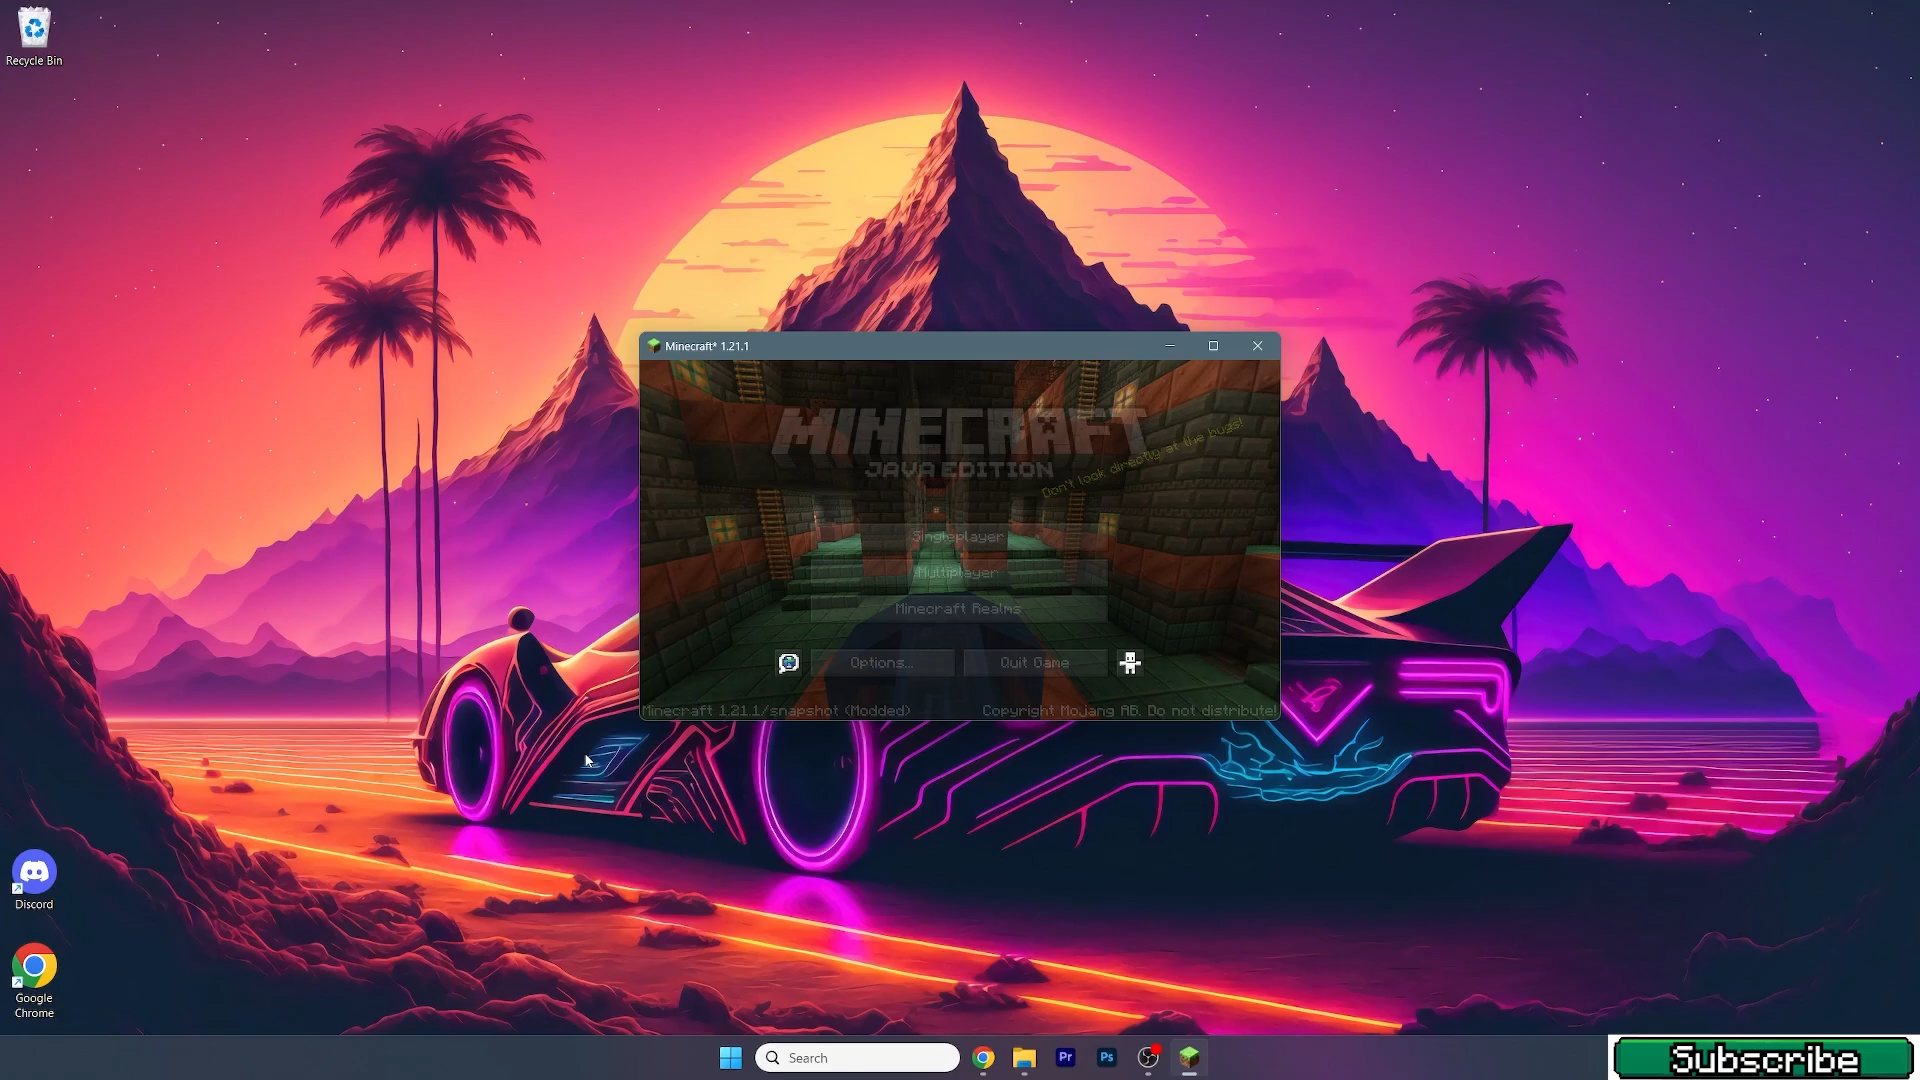 Recycle Bin
Minecraft* 1.21.1
MINECRAFT
JAVA EDITION
Don't look directly at the bugs!
Singleplayer
Multiplayer
Minecraft Realms
Options...
Quit Game
Minecraft 1.21.1/snapshot (Modded)
Copyright Mojang AB. Do not distribute!
Discord
Google
Chrome
Search
Pr
Ps
Subscribe